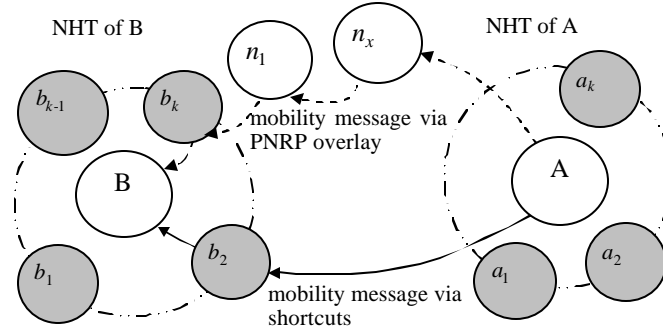 NHT of B
NHT of A
n1
nx
bk-1
bk
ak
mobility message via
PNRP overlay
B
A
b1
b2
a1
a2
mobility message via
shortcuts